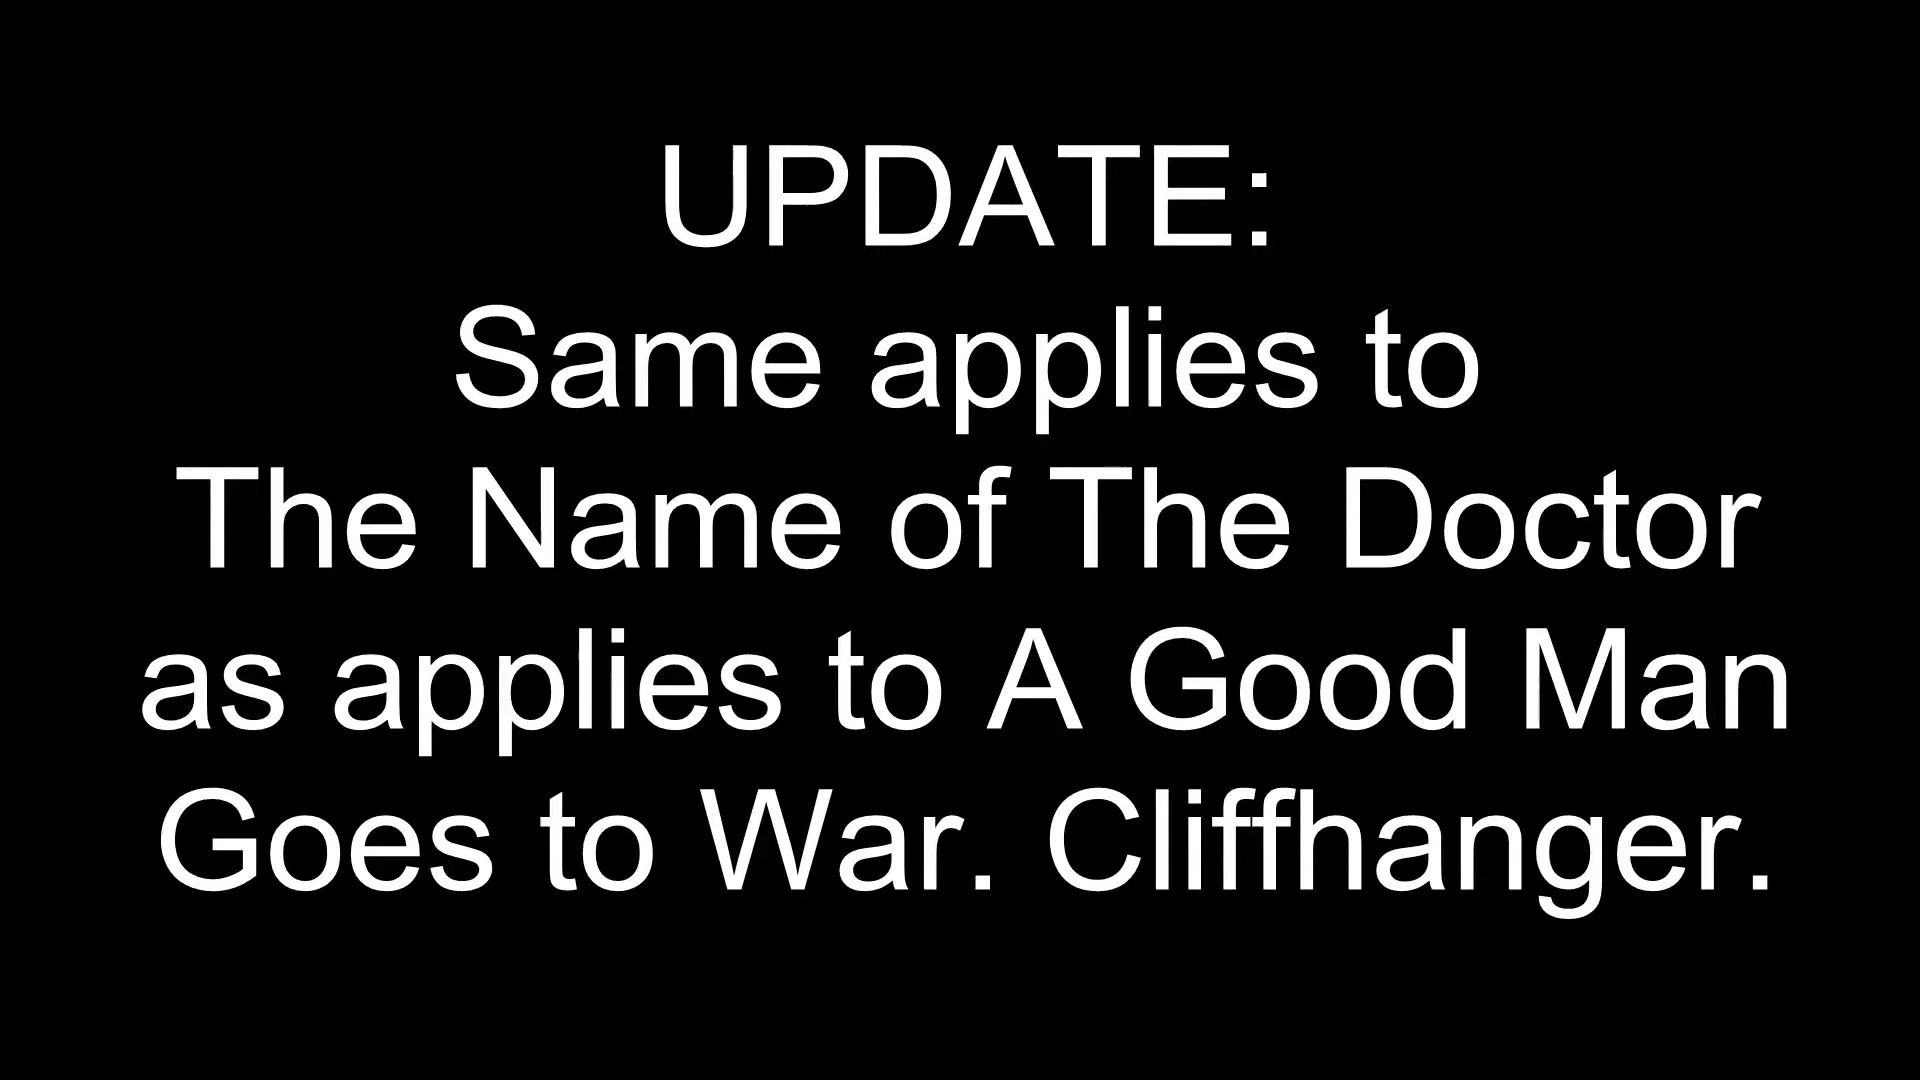 UPDATE:
Same applies to
The Name of The Doctor
as applies to A Good Man
Goes to War. Cliffhanger.